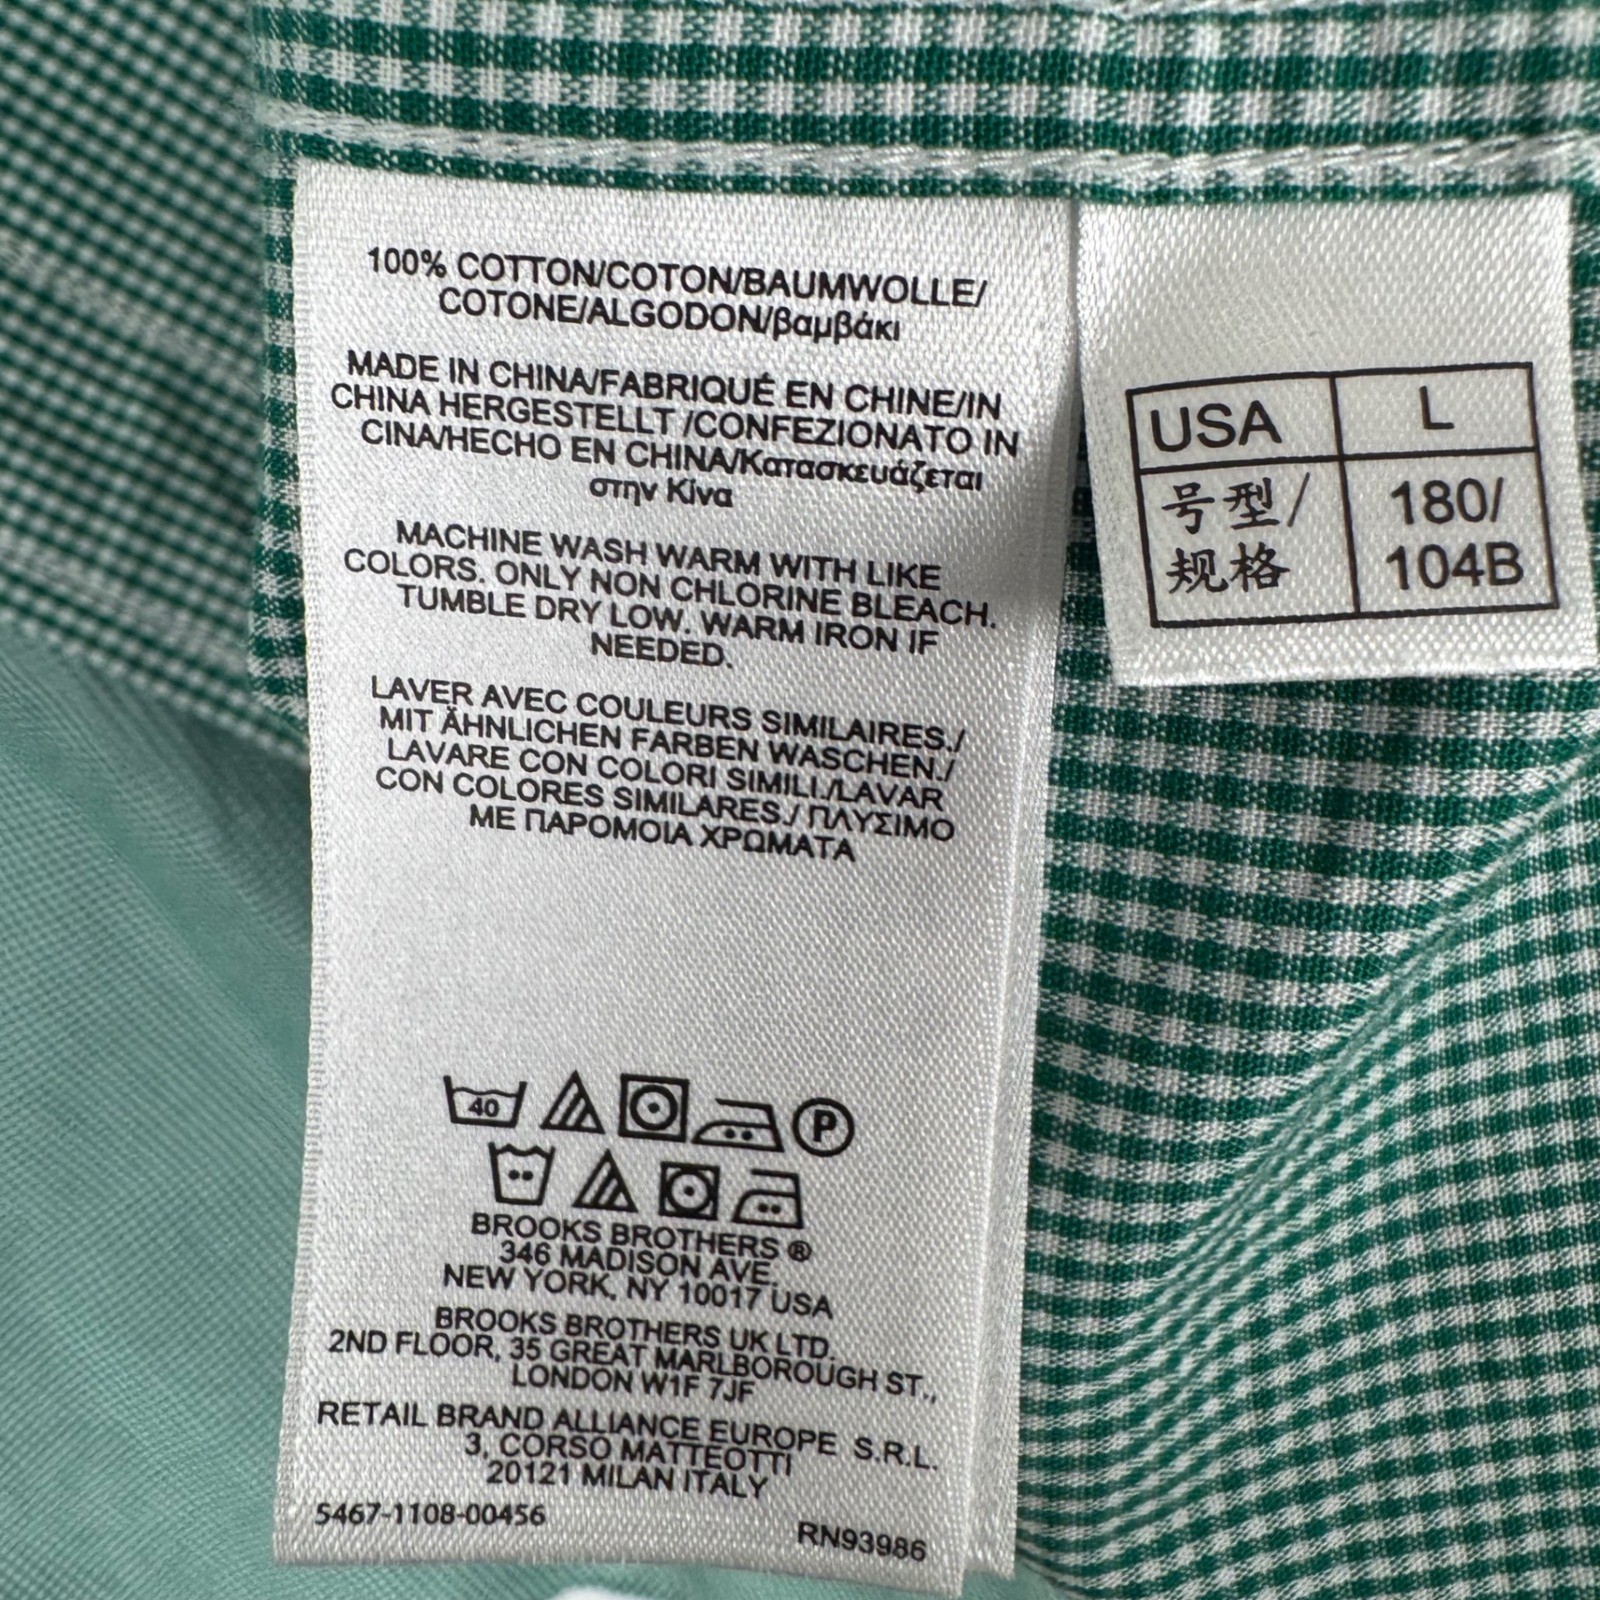 100% COTTON/COTON/BAUMWOLLE/
COTONE/ALGODON/βαμβάκι
MADE IN CHINA/FABRIQUÉ EN CHINE/IN
CHINA HERGESTELLT /CONFEZIONATO IN
CINA/HECHO EN CHINA/Κατασκευάζεται
στην Κίνα
MACHINE WASH WARM WITH LIKE
COLORS. ONLY NON CHLORINE BLEACH.
TUMBLE DRY LOW. WARM IRON IF
NEEDED.
LAVER AVEC COULEURS SIMILAIRES./
MIT ÄHNLICHEN FARBEN WASCHEN./
LAVARE CON COLORI SIMILI./LAVAR
CON COLORES SIMILARES./ ΠΛΥΣΙΜΟ
ΜΕ ΠΑΡΟΜΟΙΑ ΧΡΩΜΑΤΑ
40 P
BROOKS BROTHERS ®
346 MADISON AVE.
NEW YORK, NY 10017 USA
BROOKS BROTHERS UK LTD.
2ND FLOOR, 35 GREAT MARLBOROUGH ST.,
LONDON W1F 7JF
RETAIL BRAND ALLIANCE EUROPE S.R.L.
3, CORSO MATTEOTTI
20121 MILAN ITALY
5467-1108-00456
RN93986
USA L
号型/ 180/
规格 104B